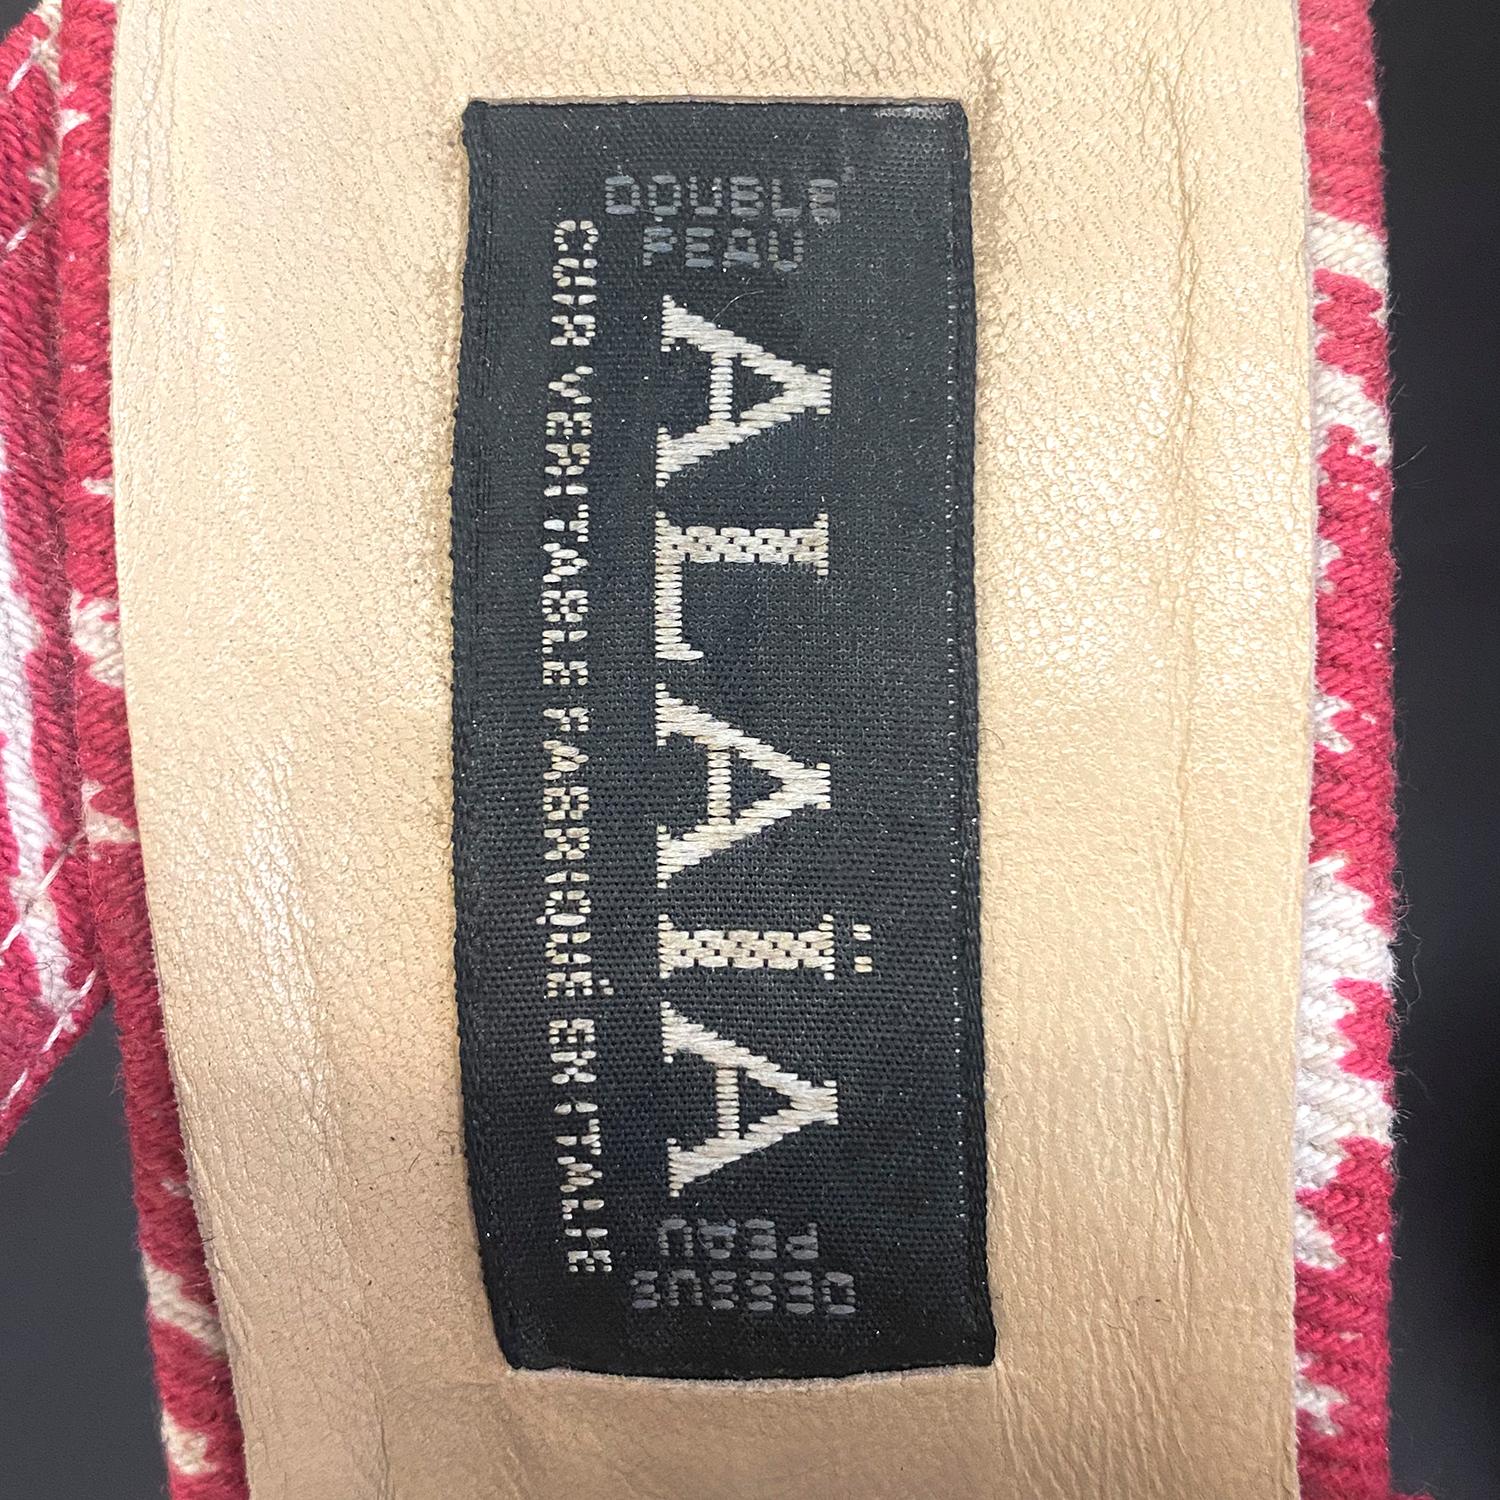 DOUBLE
PEAU
ALAÏA
CUIR VERITABLE FABRIQUÉ EN ITALIE
DESSUS
PEAU